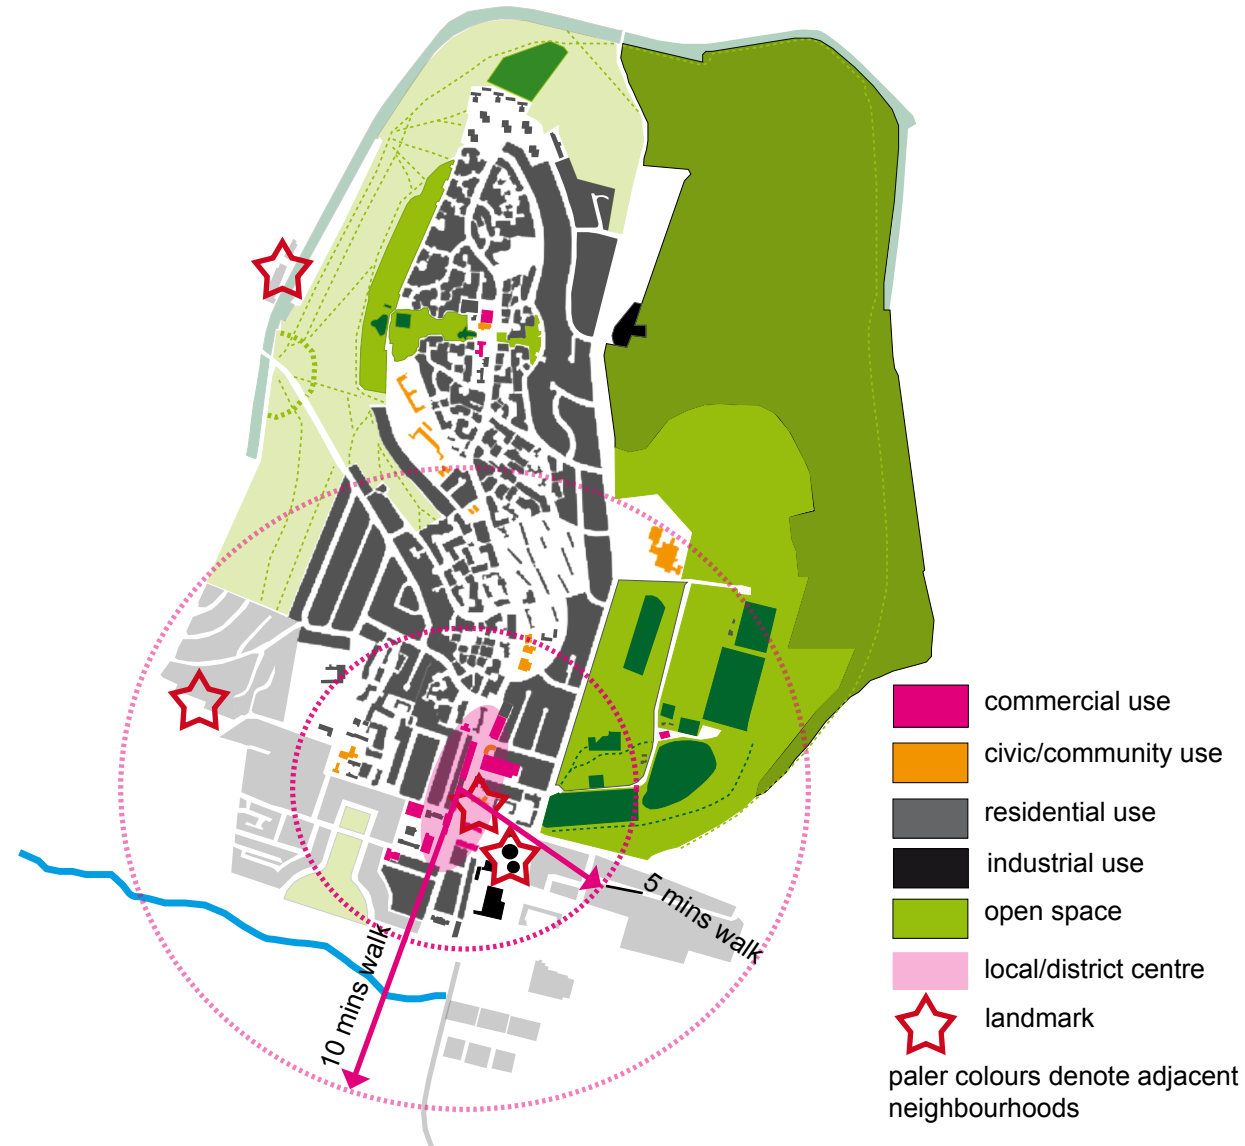 commercial use
civic/community use
residential use
industrial use
open space
local/district centre
landmark
paler colours denote adjacent
neighbourhoods
5 mins walk
10 mins walk